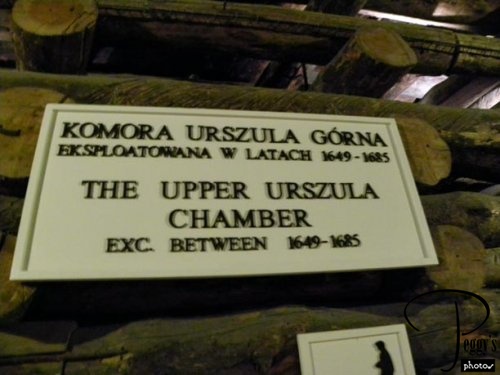 KOMORA URSZULA GÓRNA
EKSPLOATOWANA W LATACH 1649-1685
THE UPPER URSZULA
CHAMBER
EXC. BETWEEN 1649-1685
Peggy's
photos